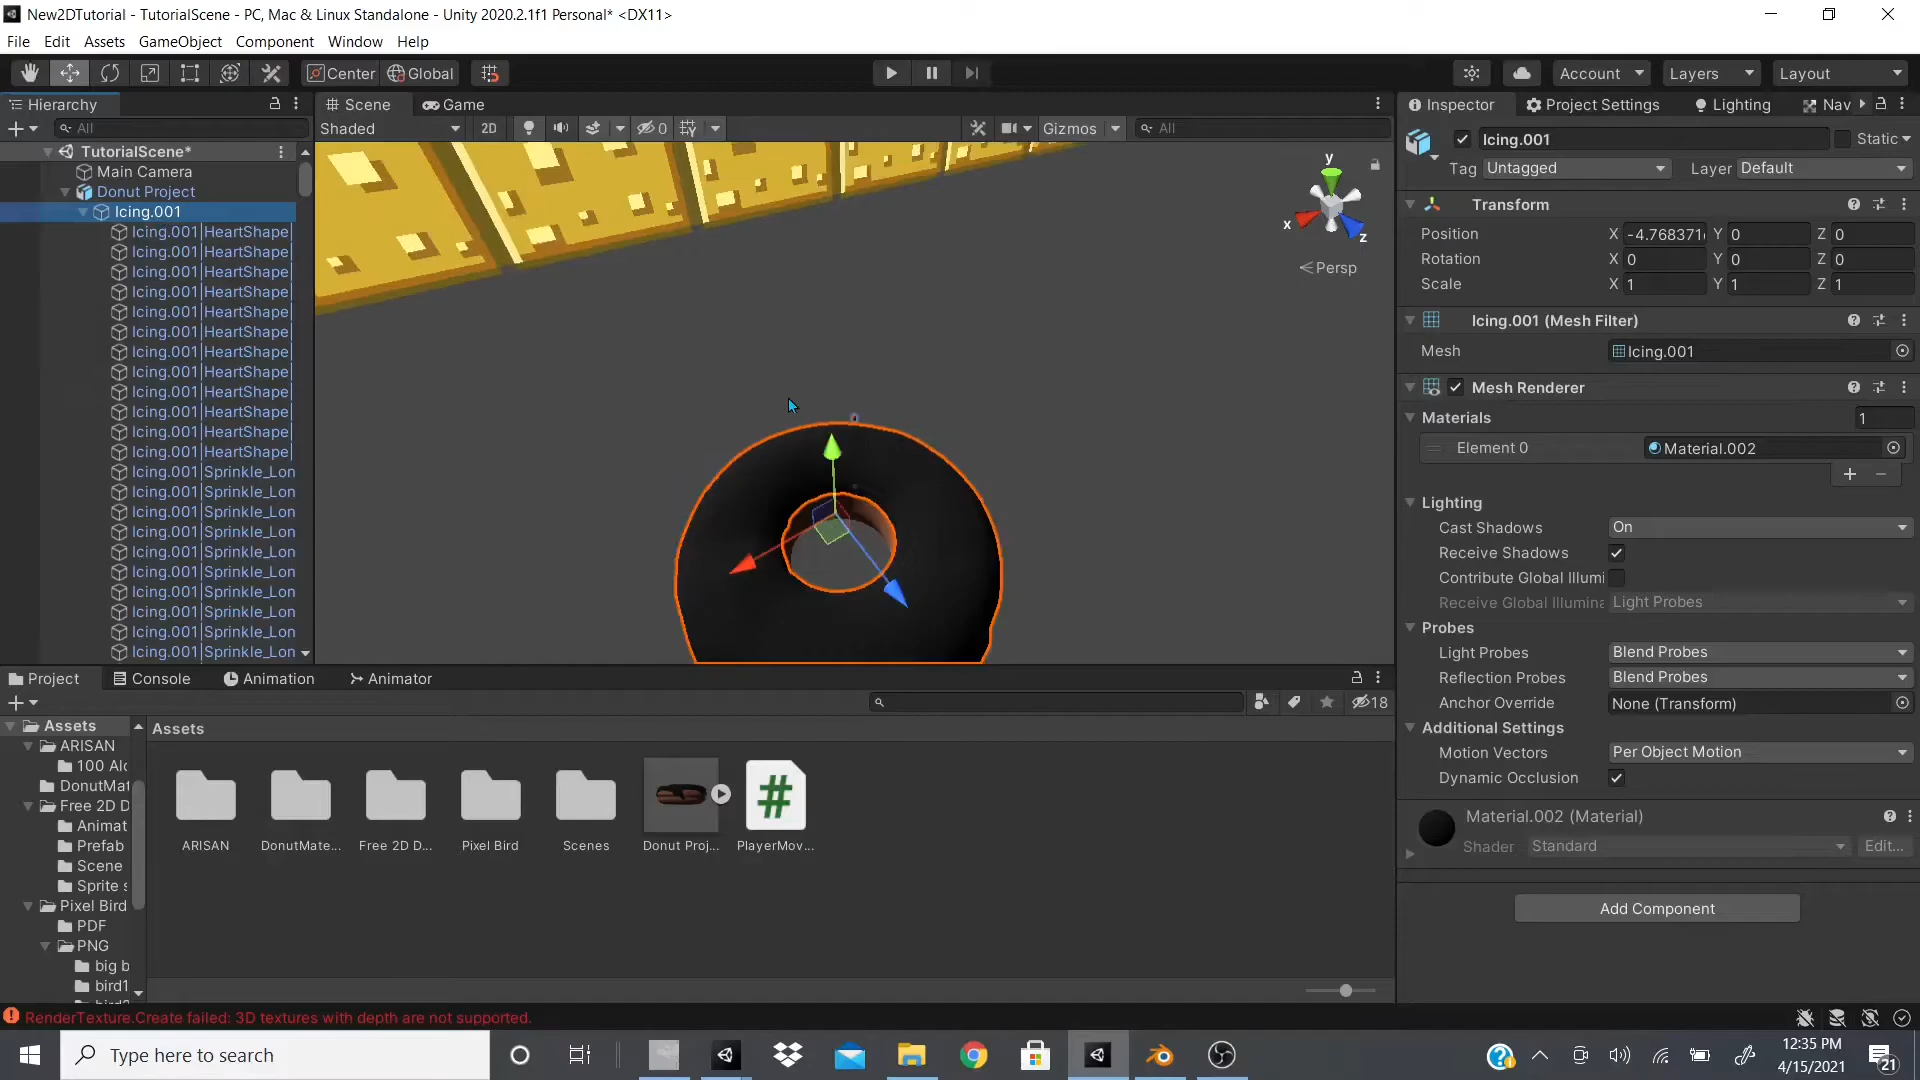 New2DTutorial - TutorialScene - PC, Mac & Linux Standalone - Unity 2020.2.1f1 Personal* <DX11>
File Edit Assets GameObject Component Window Help
Center Global Account Layers Layout
Hierarchy Scene Game Inspector Project Settings Lighting Nav
All Shaded 2D 0 Gizmos All
Icing.001 Static
Tag Untagged Layer Default
TutorialScene*
Main Camera
Donut Project
Icing.001
Icing.001|HeartShape|
Icing.001|HeartShape|
Icing.001|HeartShape|
Icing.001|HeartShape|
Icing.001|HeartShape|
Icing.001|HeartShape|
Icing.001|HeartShape|
Icing.001|HeartShape|
Icing.001|HeartShape|
Icing.001|HeartShape|
Icing.001|HeartShape|
Icing.001|HeartShape|
Icing.001|Sprinkle_Lon
Icing.001|Sprinkle_Lon
Icing.001|Sprinkle_Lon
Icing.001|Sprinkle_Lon
Icing.001|Sprinkle_Lon
Icing.001|Sprinkle_Lon
Icing.001|Sprinkle_Lon
Icing.001|Sprinkle_Lon
Icing.001|Sprinkle_Lon
Icing.001|Sprinkle_Lon
y
x z
Persp
Transform
Position X -4.768371 Y 0 Z 0
Rotation X 0 Y 0 Z 0
Scale X 1 Y 1 Z 1
Icing.001 (Mesh Filter)
Mesh Icing.001
Mesh Renderer
Materials 1
Element 0 Material.002
Lighting
Cast Shadows On
Receive Shadows
Contribute Global Illumi
Receive Global Illumina Light Probes
Probes
Light Probes Blend Probes
Reflection Probes Blend Probes
Anchor Override None (Transform)
Additional Settings
Motion Vectors Per Object Motion
Dynamic Occlusion
Material.002 (Material)
Shader Standard Edit...
Add Component
Project Console Animation Animator
18
Assets
ARISAN
100 Alc
DonutMat
Free 2D D
Animat
Prefab
Scene
Sprite s
Pixel Bird
PDF
PNG
big b
bird1
Assets
ARISAN DonutMate... Free 2D D... Pixel Bird Scenes Donut Proj... PlayerMov...
RenderTexture.Create failed: 3D textures with depth are not supported.
Type here to search
12:35 PM
4/15/2021
21